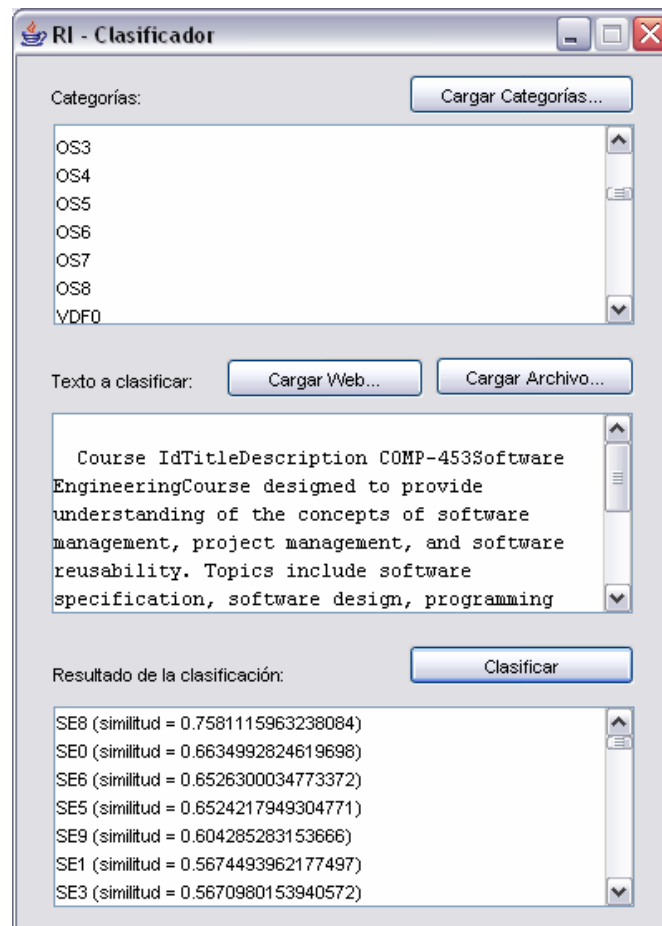 RI - Clasificador
Categorías:
Cargar Categorías...
OS3
OS4
OS5
OS6
OS7
OS8
VDF0
Texto a clasificar:
Cargar Web...
Cargar Archivo...
Course IdTitleDescription COMP-453Software
EngineeringCourse designed to provide
understanding of the concepts of software
management, project management, and software
reusability. Topics include software
specification, software design, programming
Resultado de la clasificación:
Clasificar
SE8 (similitud = 0.7581115963238084)
SE0 (similitud = 0.6634992824619698)
SE6 (similitud = 0.6526300034773372)
SE5 (similitud = 0.6524217949304771)
SE9 (similitud = 0.604285283153666)
SE1 (similitud = 0.5674493962177497)
SE3 (similitud = 0.5670980153940572)